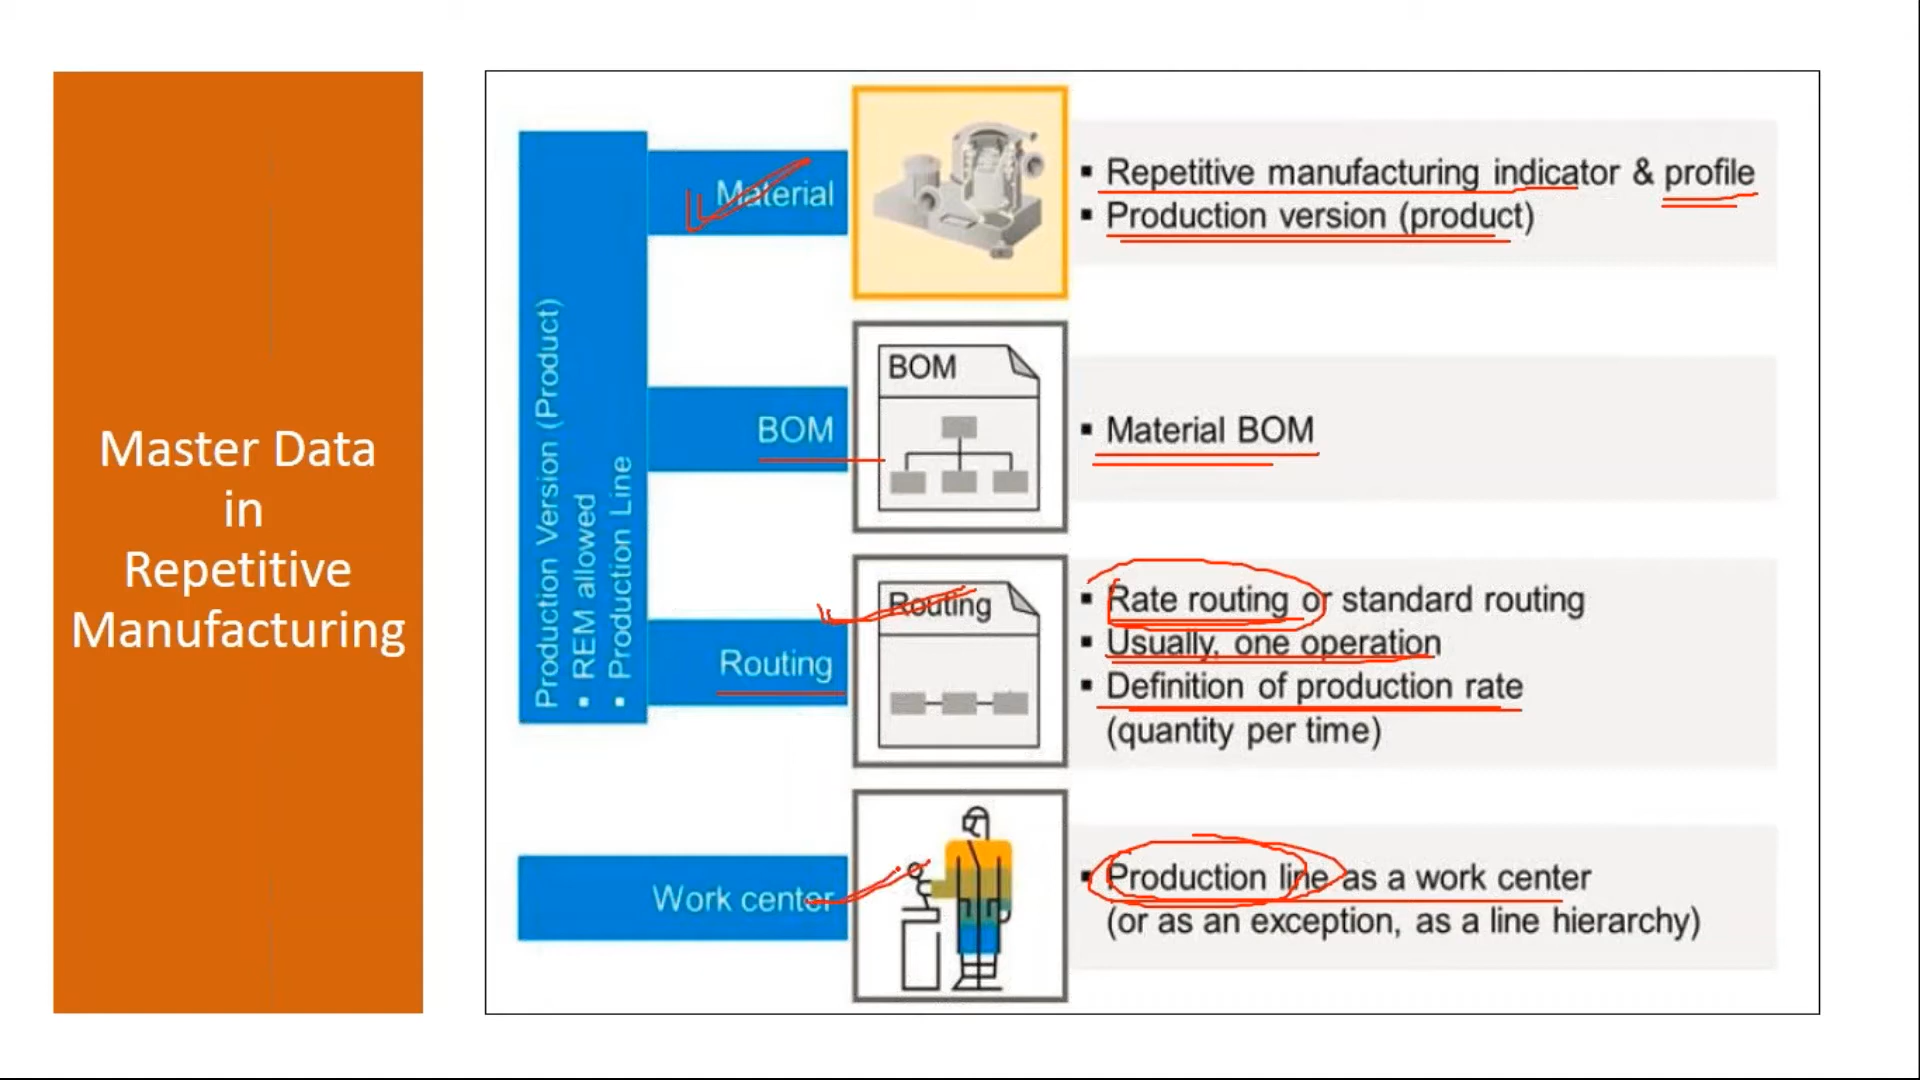 Master Data
in
Repetitive
Manufacturing
Production Version (Product)
▪ REM allowed
▪ Production Line
Material
▪ Repetitive manufacturing indicator & profile
▪ Production version (product)
BOM
BOM
▪ Material BOM
Routing
Routing
▪ Rate routing or standard routing
▪ Usually, one operation
▪ Definition of production rate
(quantity per time)
Work center
▪ Production line as a work center
(or as an exception, as a line hierarchy)